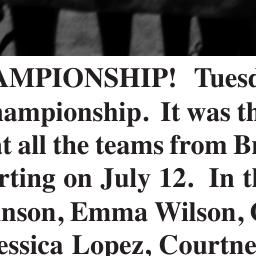 AMPIONSHIP! Tuesd
hampionship. It was th
at all the teams from Br
rting on July 12. In th
nson, Emma Wilson, C
essica Lopez, Courtne